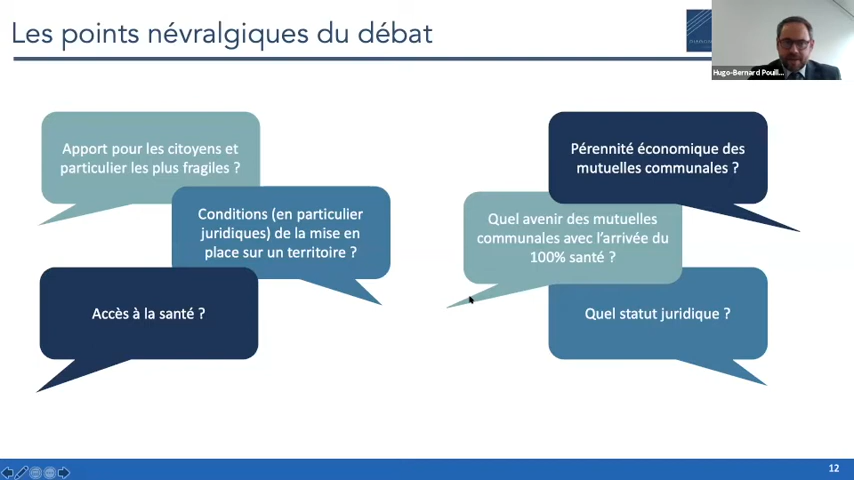 Les points névralgiques du débat
Hugo-Bernard Pouill...
Apport pour les citoyens et
particulier les plus fragiles ?
Conditions (en particulier
juridiques) de la mise en
place sur un territoire ?
Accès à la santé ?
Pérennité économique des
mutuelles communales ?
Quel avenir des mutuelles
communales avec l'arrivée du
100% santé ?
Quel statut juridique ?
12